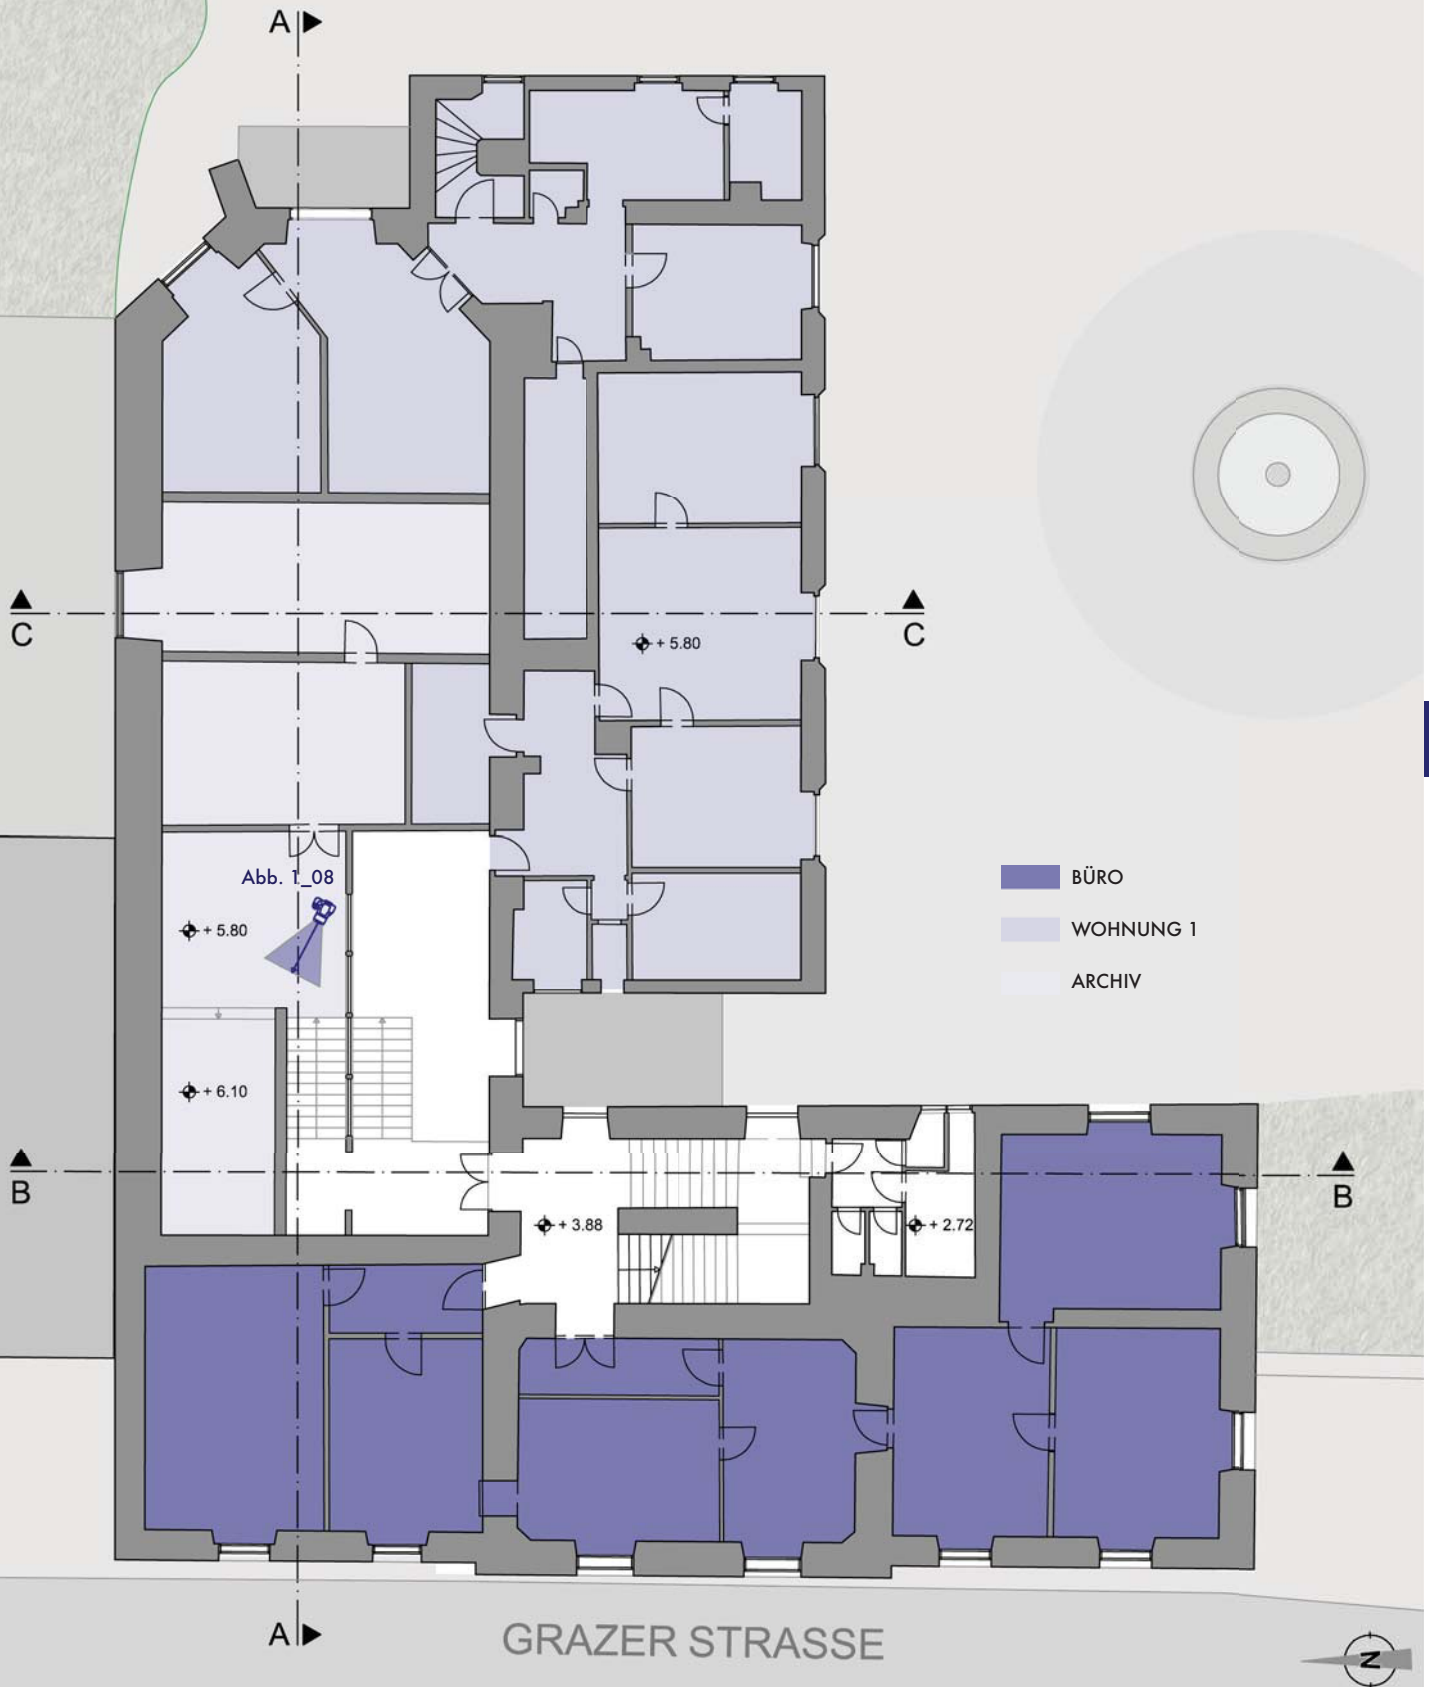 A
C
C
+ 5.80
Abb. 1_08
BÜRO
+ 5.80
WOHNUNG 1
ARCHIV
+ 6.10
B
B
+ 3.88
+ 2.72
A
GRAZER STRASSE
N